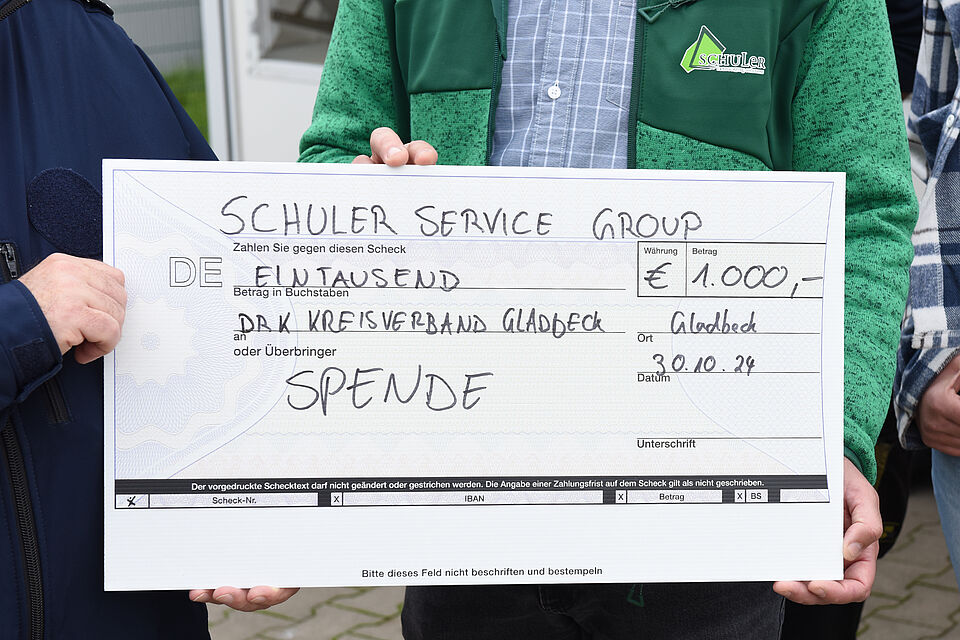 SCHULER
SCHULER SERVICE GROUP
Zahlen Sie gegen diesen Scheck
Währung Betrag
DE EINTAUSEND € 1.000,-
Betrag in Buchstaben
DRK KREISVERBAND GLADBECK Gladbeck
an Ort
oder Überbringer
30.10.24
Datum
SPENDE
Unterschrift
Der vorgedruckte Schecktext darf nicht geändert oder gestrichen werden. Die Angabe einer Zahlungsfrist auf dem Scheck gilt als nicht geschrieben.
X Scheck-Nr. X IBAN X Betrag X BS
Bitte dieses Feld nicht beschriften und bestempeln